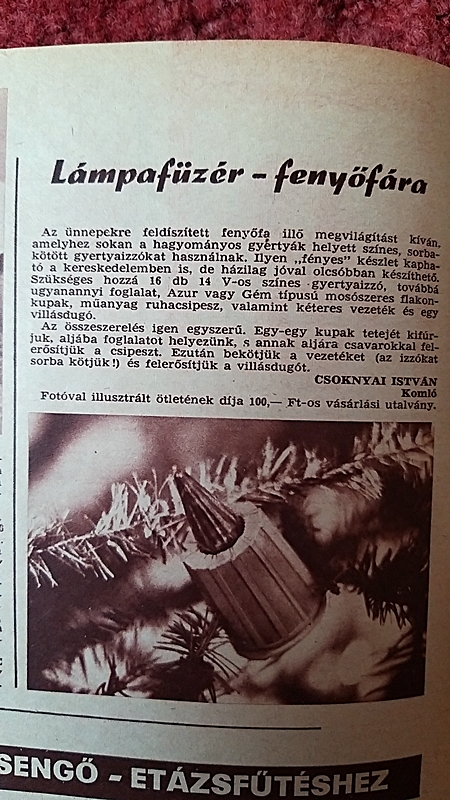 Lámpafüzér - fenyőfára
Az ünnepekre feldíszített fenyőfa illő megvilágítást kíván,
amelyhez sokan a hagyományos gyertyák helyett színes, sorba-
kötött gyertyaizzókat használnak. Ilyen „fényes” készlet kapha-
tó a kereskedelemben is, de házilag jóval olcsóbban készíthető.
Szükséges hozzá 16 db 14 V-os színes gyertyaizzó, továbbá
ugyanannyi foglalat, Azur vagy Gém típusú mosószeres flakon-
kupak, műanyag ruhacsipesz, valamint kéteres vezeték és egy
villásdugó.
Az összeszerelés igen egyszerű. Egy-egy kupak tetejét kifúr-
juk, aljába foglalatot helyezünk, s annak aljára csavarokkal fel-
erősítjük a csipeszt. Ezután bekötjük a vezetéket (az izzókat
sorba kötjük!) és felerősítjük a villásdugót.
CSOKNYAI ISTVÁN
Komló
Fotóval illusztrált ötletének díja 100,— Ft-os vásárlási utalvány.
SENGŐ - ETÁZSFŰTÉSHEZ